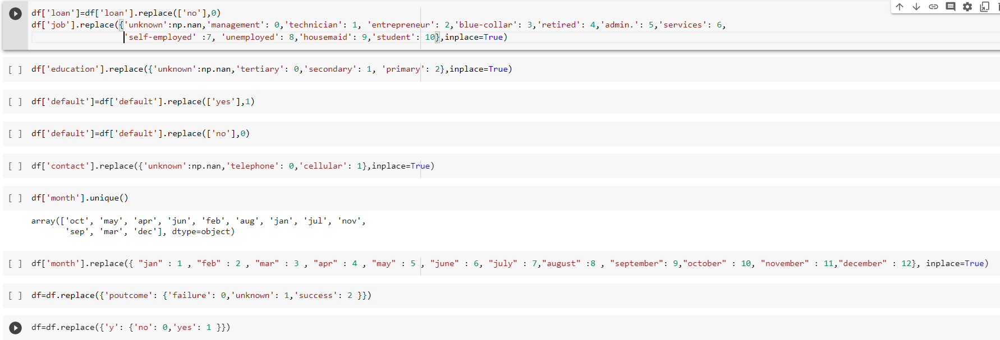 df['loan']=df['loan'].replace(['no'],0)
df['job'].replace({'unknown':np.nan,'management': 0,'technician': 1, 'entrepreneur': 2,'blue-collar': 3,'retired': 4,'admin.': 5,'services': 6,
'self-employed' :7, 'unemployed': 8,'housemaid': 9,'student': 10},inplace=True)
[ ] df['education'].replace({'unknown':np.nan,'tertiary': 0,'secondary': 1, 'primary': 2},inplace=True)
[ ] df['default']=df['default'].replace(['yes'],1)
[ ] df['default']=df['default'].replace(['no'],0)
[ ] df['contact'].replace({'unknown':np.nan,'telephone': 0,'cellular': 1},inplace=True)
[ ] df['month'].unique()
array(['oct', 'may', 'apr', 'jun', 'feb', 'aug', 'jan', 'jul', 'nov',
'sep', 'mar', 'dec'], dtype=object)
[ ] df['month'].replace({ "jan" : 1 , "feb" : 2 , "mar" : 3 , "apr" : 4 , "may" : 5 , "june" : 6, "july" : 7,"august" :8 , "september": 9,"october" : 10, "november" : 11,"december" : 12}, inplace=True)
[ ] df=df.replace({'poutcome': {'failure': 0,'unknown': 1,'success': 2 }})
df=df.replace({'y': {'no': 0,'yes': 1 }})